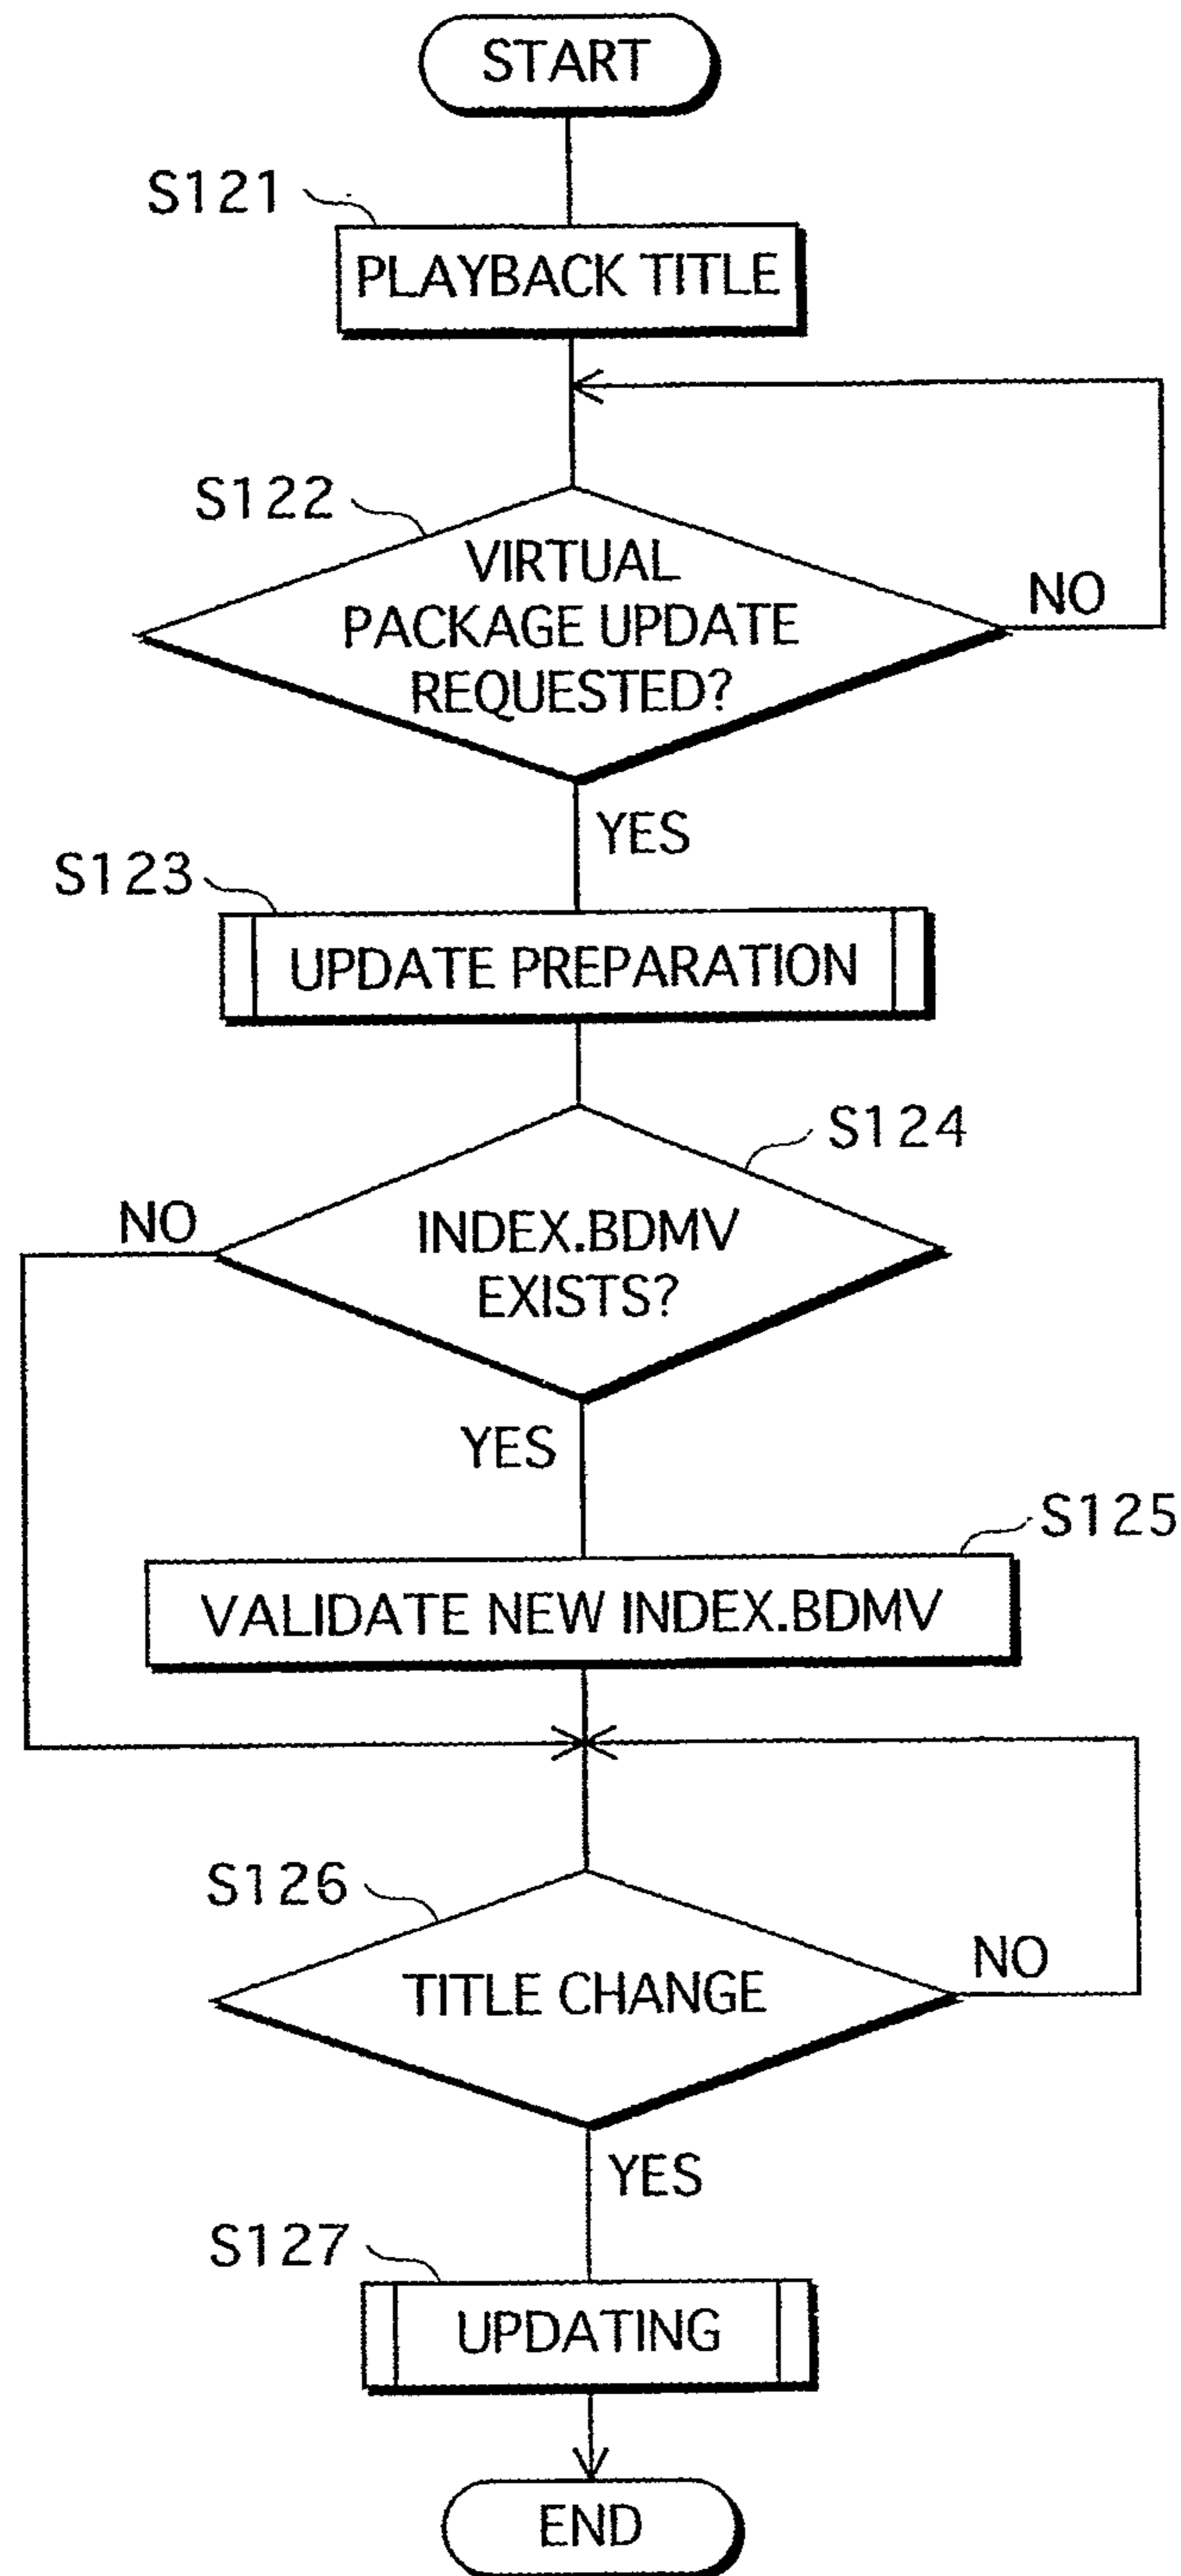 START
S121
PLAYBACK TITLE
S122
VIRTUAL
PACKAGE UPDATE
REQUESTED?
NO
YES
S123
UPDATE PREPARATION
S124
NO
INDEX.BDMV
EXISTS?
YES
S125
VALIDATE NEW INDEX.BDMV
S126
TITLE CHANGE
NO
YES
S127
UPDATING
END